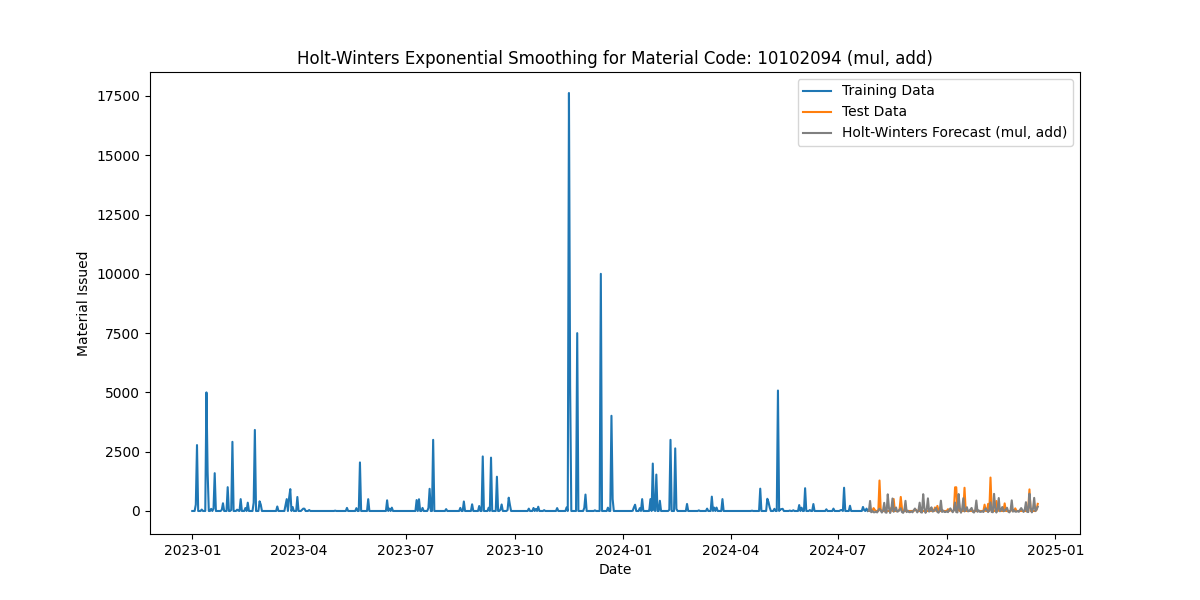 Holt-Winters Exponential Smoothing for Material Code: 10102094 (mul, add)
Training Data
Test Data
Holt-Winters Forecast (mul, add)
Material Issued
17500
15000
12500
10000
7500
5000
2500
0
2023-01
2023-04
2023-07
2023-10
2024-01
2024-04
2024-07
2024-10
2025-01
Date